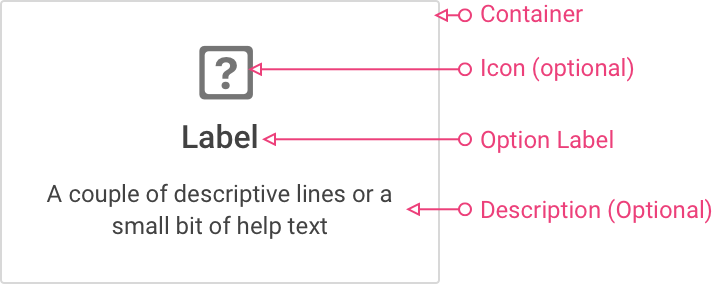 Container
?
Icon (optional)
Label
Option Label
A couple of descriptive lines or a
small bit of help text
Description (Optional)